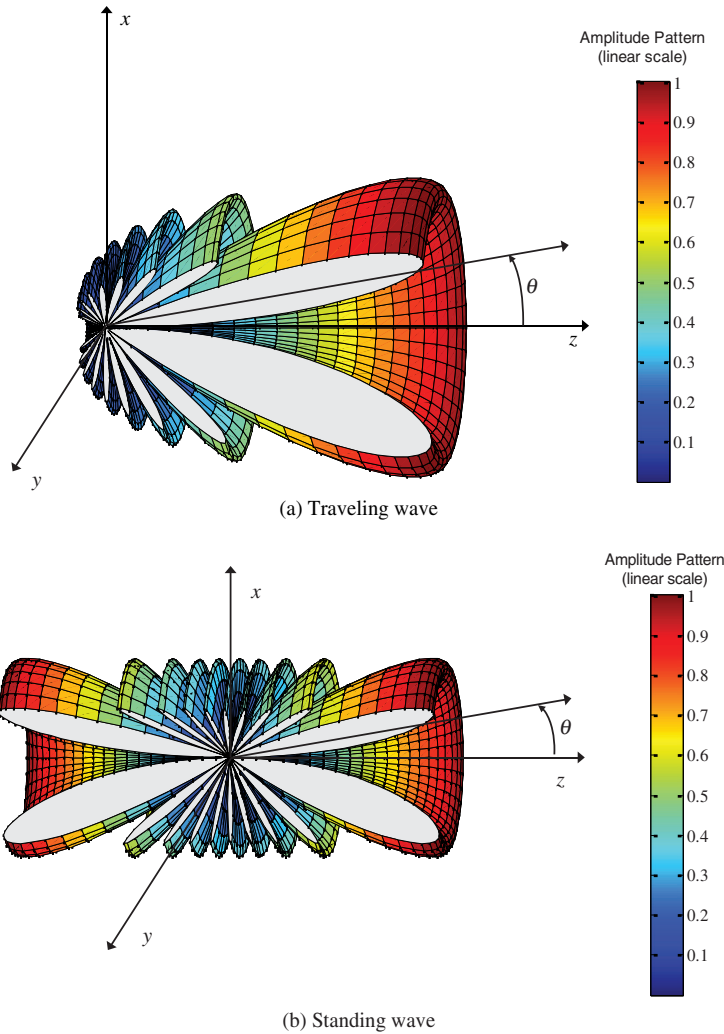 x
Amplitude Pattern
(linear scale)
1
0.9
0.8
0.7
0.6
0.5
0.4
0.3
0.2
0.1
θ
z
y
(a) Traveling wave
x
Amplitude Pattern
(linear scale)
1
0.9
0.8
0.7
0.6
0.5
0.4
0.3
0.2
0.1
θ
z
y
(b) Standing wave